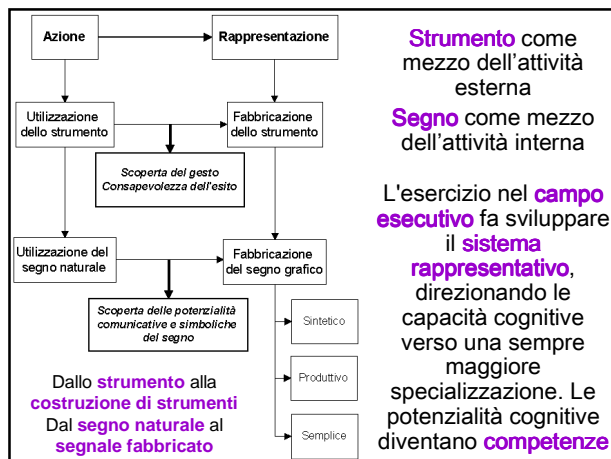 Azione
Rappresentazione
Utilizzazione
dello strumento
Fabbricazione
dello strumento
Scoperta del gesto
Consapevolezza dell'esito
Utilizzazione del
segno naturale
Fabbricazione
del segno grafico
Scoperta delle potenzialità
comunicative e simboliche
del segno
Sintetico
Produttivo
Semplice
Dallo strumento alla
costruzione di strumenti
Dal segno naturale al
segnale fabbricato
Strumento come
mezzo dell'attività
esterna
Segno come mezzo
dell'attività interna
L'esercizio nel campo
esecutivo fa sviluppare
il sistema
rappresentativo,
direzionando le
capacità cognitive
verso una sempre
maggiore
specializzazione. Le
potenzialità cognitive
diventano competenze